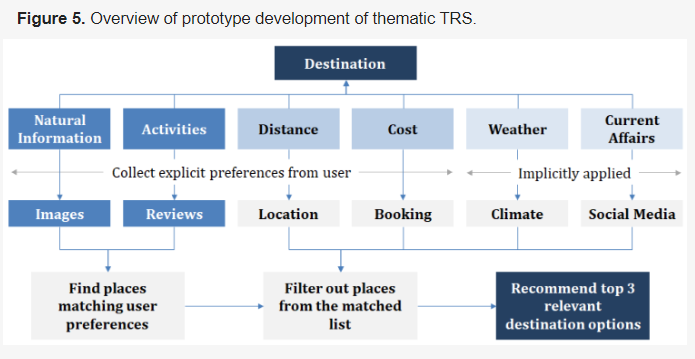 Figure 5. Overview of prototype development of thematic TRS.
Destination
Natural
Information
Activities
Distance
Cost
Weather
Current
Affairs
Collect explicit preferences from user
Implicitly applied
Images
Reviews
Location
Booking
Climate
Social Media
Find places
matching user
preferences
Filter out places
from the matched
list
Recommend top 3
relevant
destination options